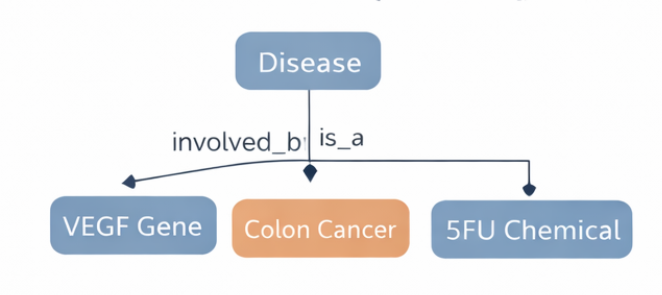 Disease
involved_b
is_a
VEGF Gene
Colon Cancer
5FU Chemical